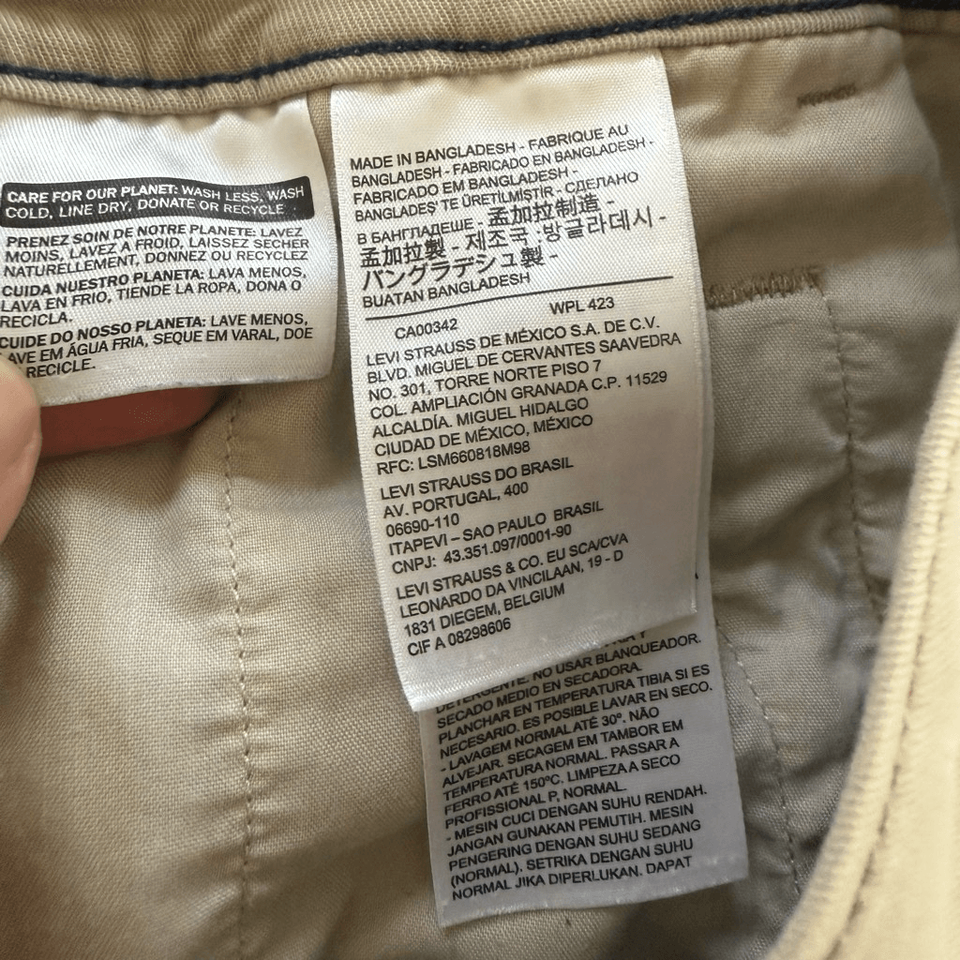 CARE FOR OUR PLANET: WASH LESS, WASH
COLD, LINE DRY, DONATE OR RECYCLE
PRENEZ SOIN DE NOTRE PLANETE: LAVEZ
MOINS, LAVEZ A FROID, LAISSEZ SECHER
NATURELLEMENT, DONNEZ OU RECYCLEZ
CUIDA NUESTRO PLANETA: LAVA MENOS,
LAVA EN FRIO, TIENDE LA ROPA, DONA O
RECICLA.
CUIDE DO NOSSO PLANETA: LAVE MENOS,
AVE EM ÁGUA FRIA, SEQUE EM VARAL, DOE
RECICLE.
MADE IN BANGLADESH - FABRIQUE AU
BANGLADESH - FABRICADO EN BANGLADESH -
FABRICADO EM BANGLADESH -
BANGLADEŞ' TE ÜRETILMIŞTIR - СДЕЛАНО
В БАНГЛАДЕШЕ - 孟加拉制造 -
孟加拉製 - 제조국 :방글라데시 -
バングラデシュ製 -
BUATAN BANGLADESH
CA00342 WPL 423
LEVI STRAUSS DE MÉXICO S.A. DE C.V.
BLVD. MIGUEL DE CERVANTES SAAVEDRA
NO. 301, TORRE NORTE PISO 7
COL. AMPLIACIÓN GRANADA C.P. 11529
ALCALDÍA. MIGUEL HIDALGO
CIUDAD DE MÉXICO, MÉXICO
RFC: LSM660818M98
LEVI STRAUSS DO BRASIL
AV. PORTUGAL, 400
06690-110
ITAPEVI – SAO PAULO BRASIL
CNPJ: 43.351.097/0001-90
LEVI STRAUSS & CO. EU SCA/CVA
LEONARDO DA VINCILAAN, 19 - D
1831 DIEGEM, BELGIUM
CIF A 08298606
DETERGENTE. NO USAR BLANQUEADOR.
SECADO MEDIO EN SECADORA.
PLANCHAR EN TEMPERATURA TIBIA SI ES
NECESARIO. ES POSIBLE LAVAR EN SECO.
- LAVAGEM NORMAL ATÉ 30º. NÃO
ALVEJAR. SECAGEM EM TAMBOR EM
TEMPERATURA NORMAL. PASSAR A
FERRO ATÉ 150ºC. LIMPEZA A SECO
PROFISSIONAL P, NORMAL.
- MESIN CUCI DENGAN SUHU RENDAH.
JANGAN GUNAKAN PEMUTIH. MESIN
PENGERING DENGAN SUHU SEDANG
(NORMAL), SETRIKA DENGAN SUHU
NORMAL JIKA DIPERLUKAN. DAPAT